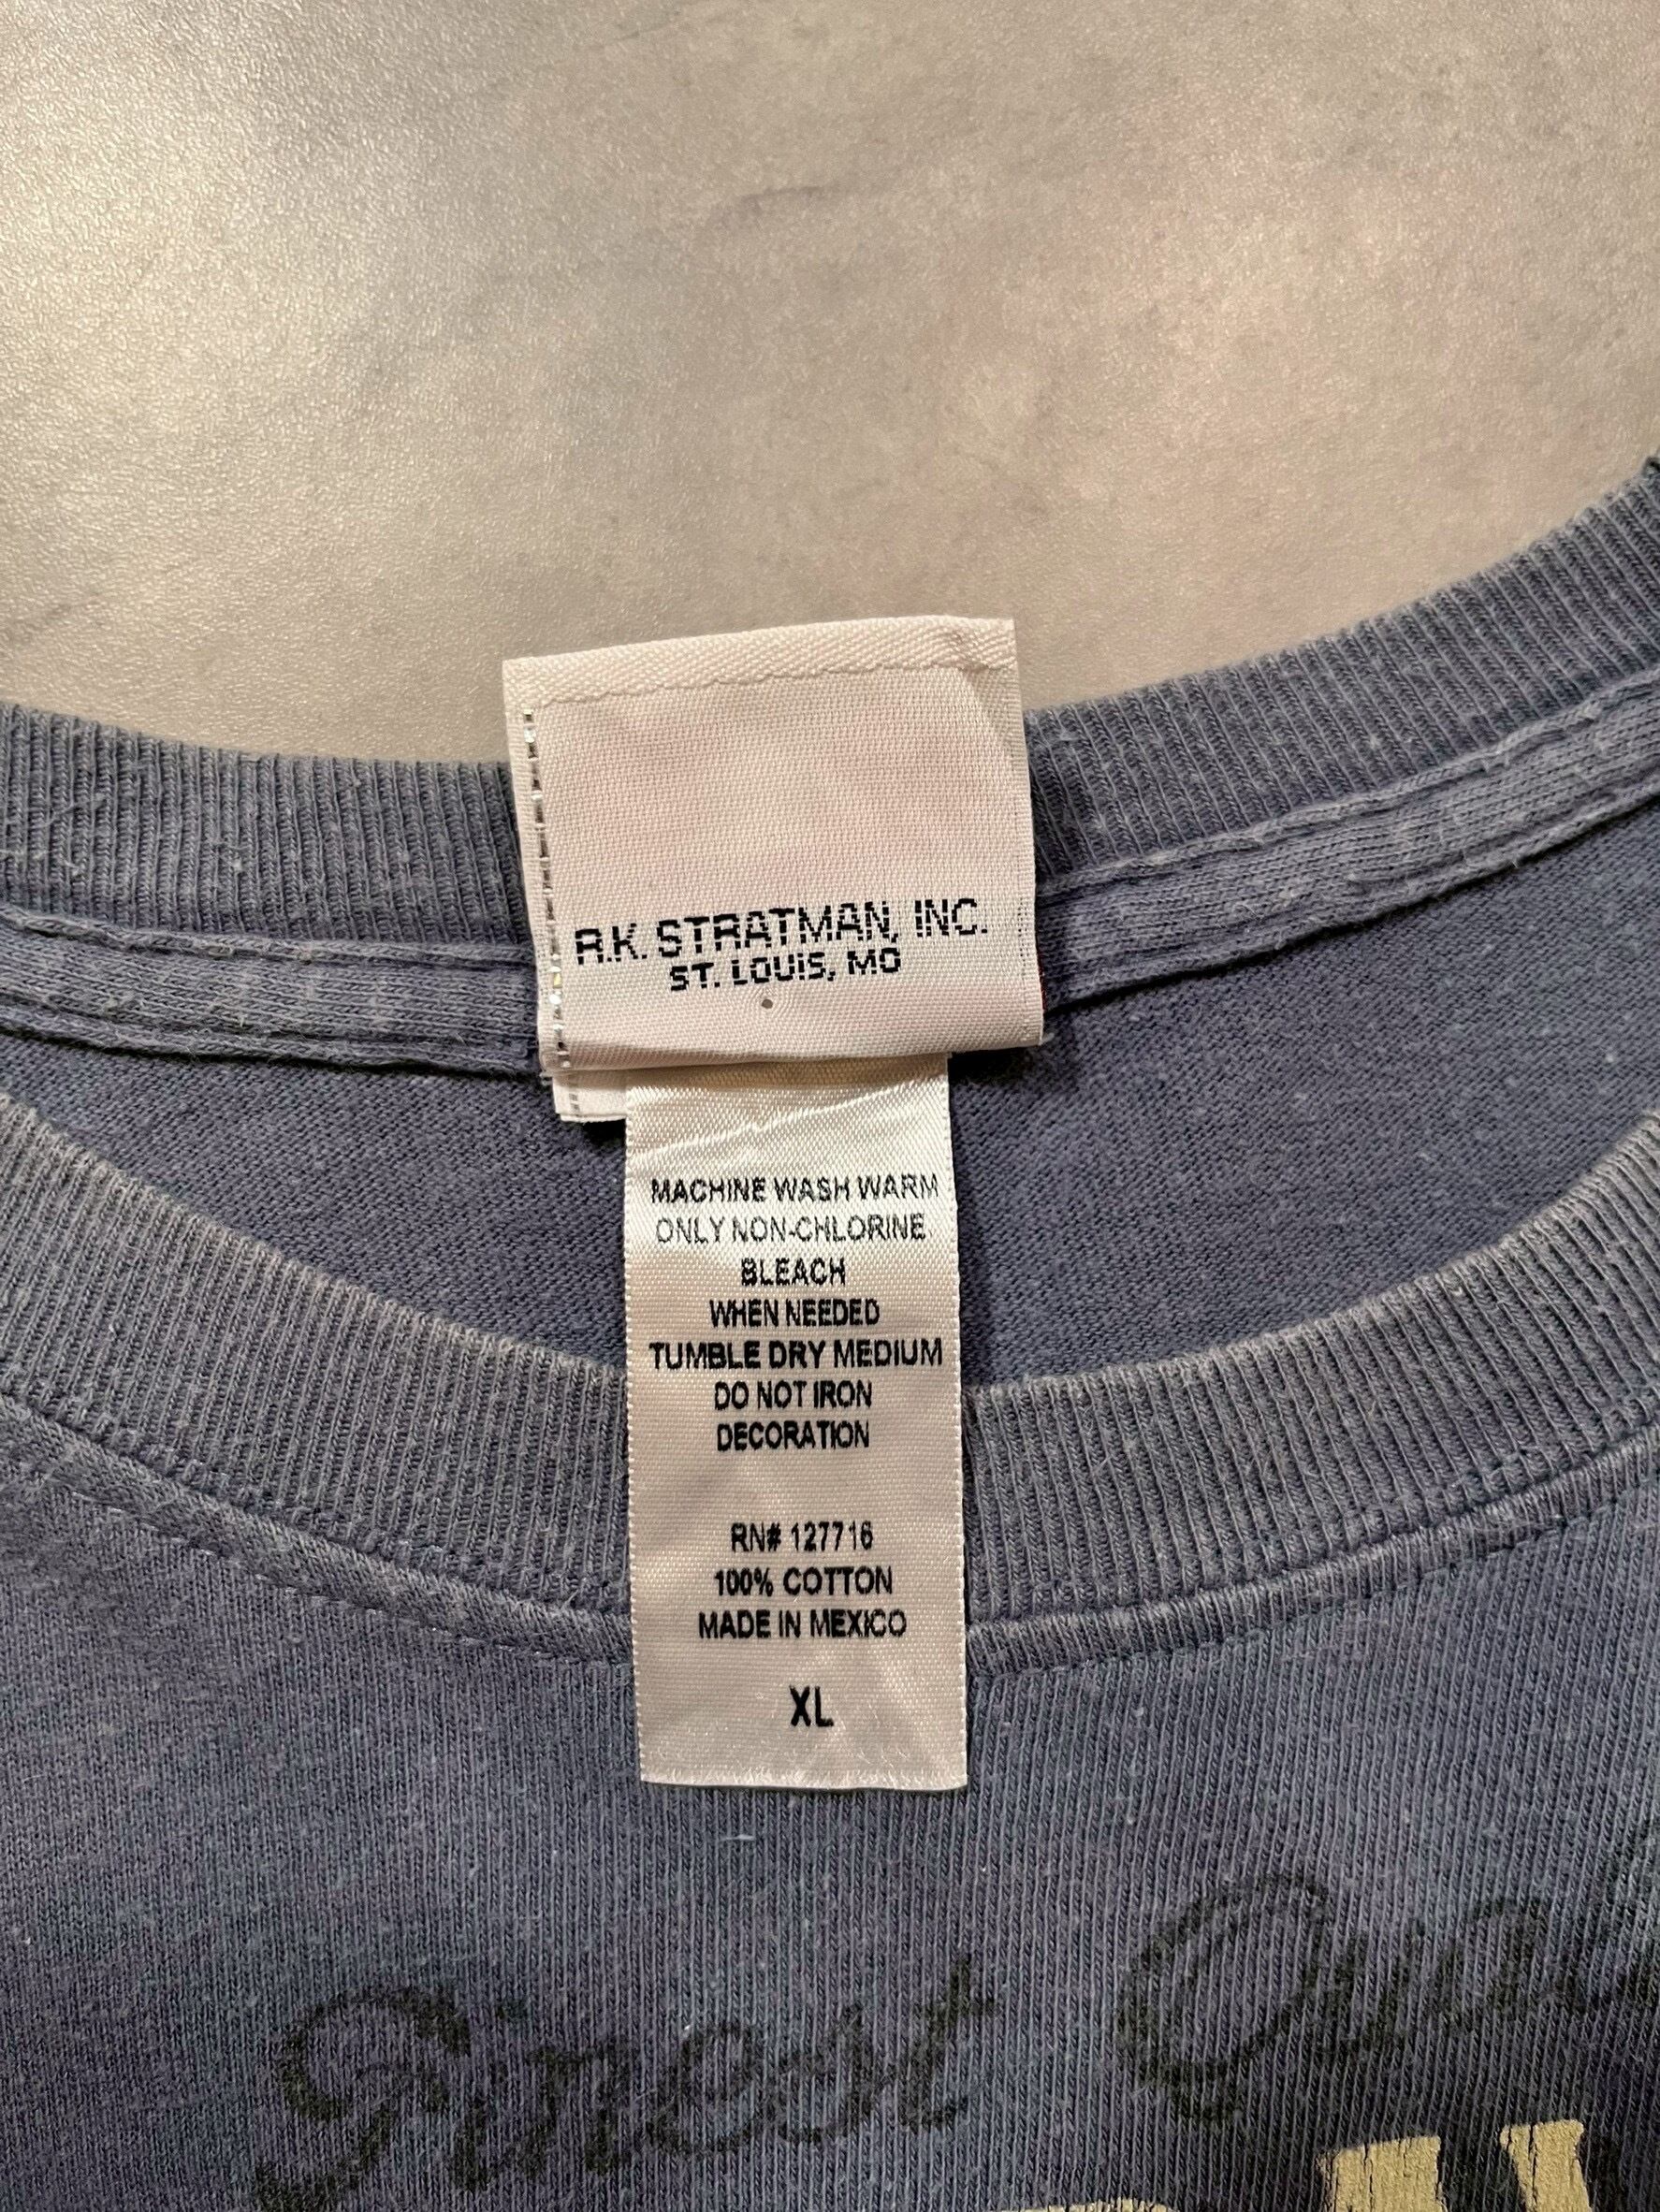 R.K. STRATMAN, INC.
ST. LOUIS, MO
MACHINE WASH WARM
ONLY NON-CHLORINE
BLEACH
WHEN NEEDED
TUMBLE DRY MEDIUM
DO NOT IRON
DECORATION
RN# 127716
100% COTTON
MADE IN MEXICO
XL
Finest